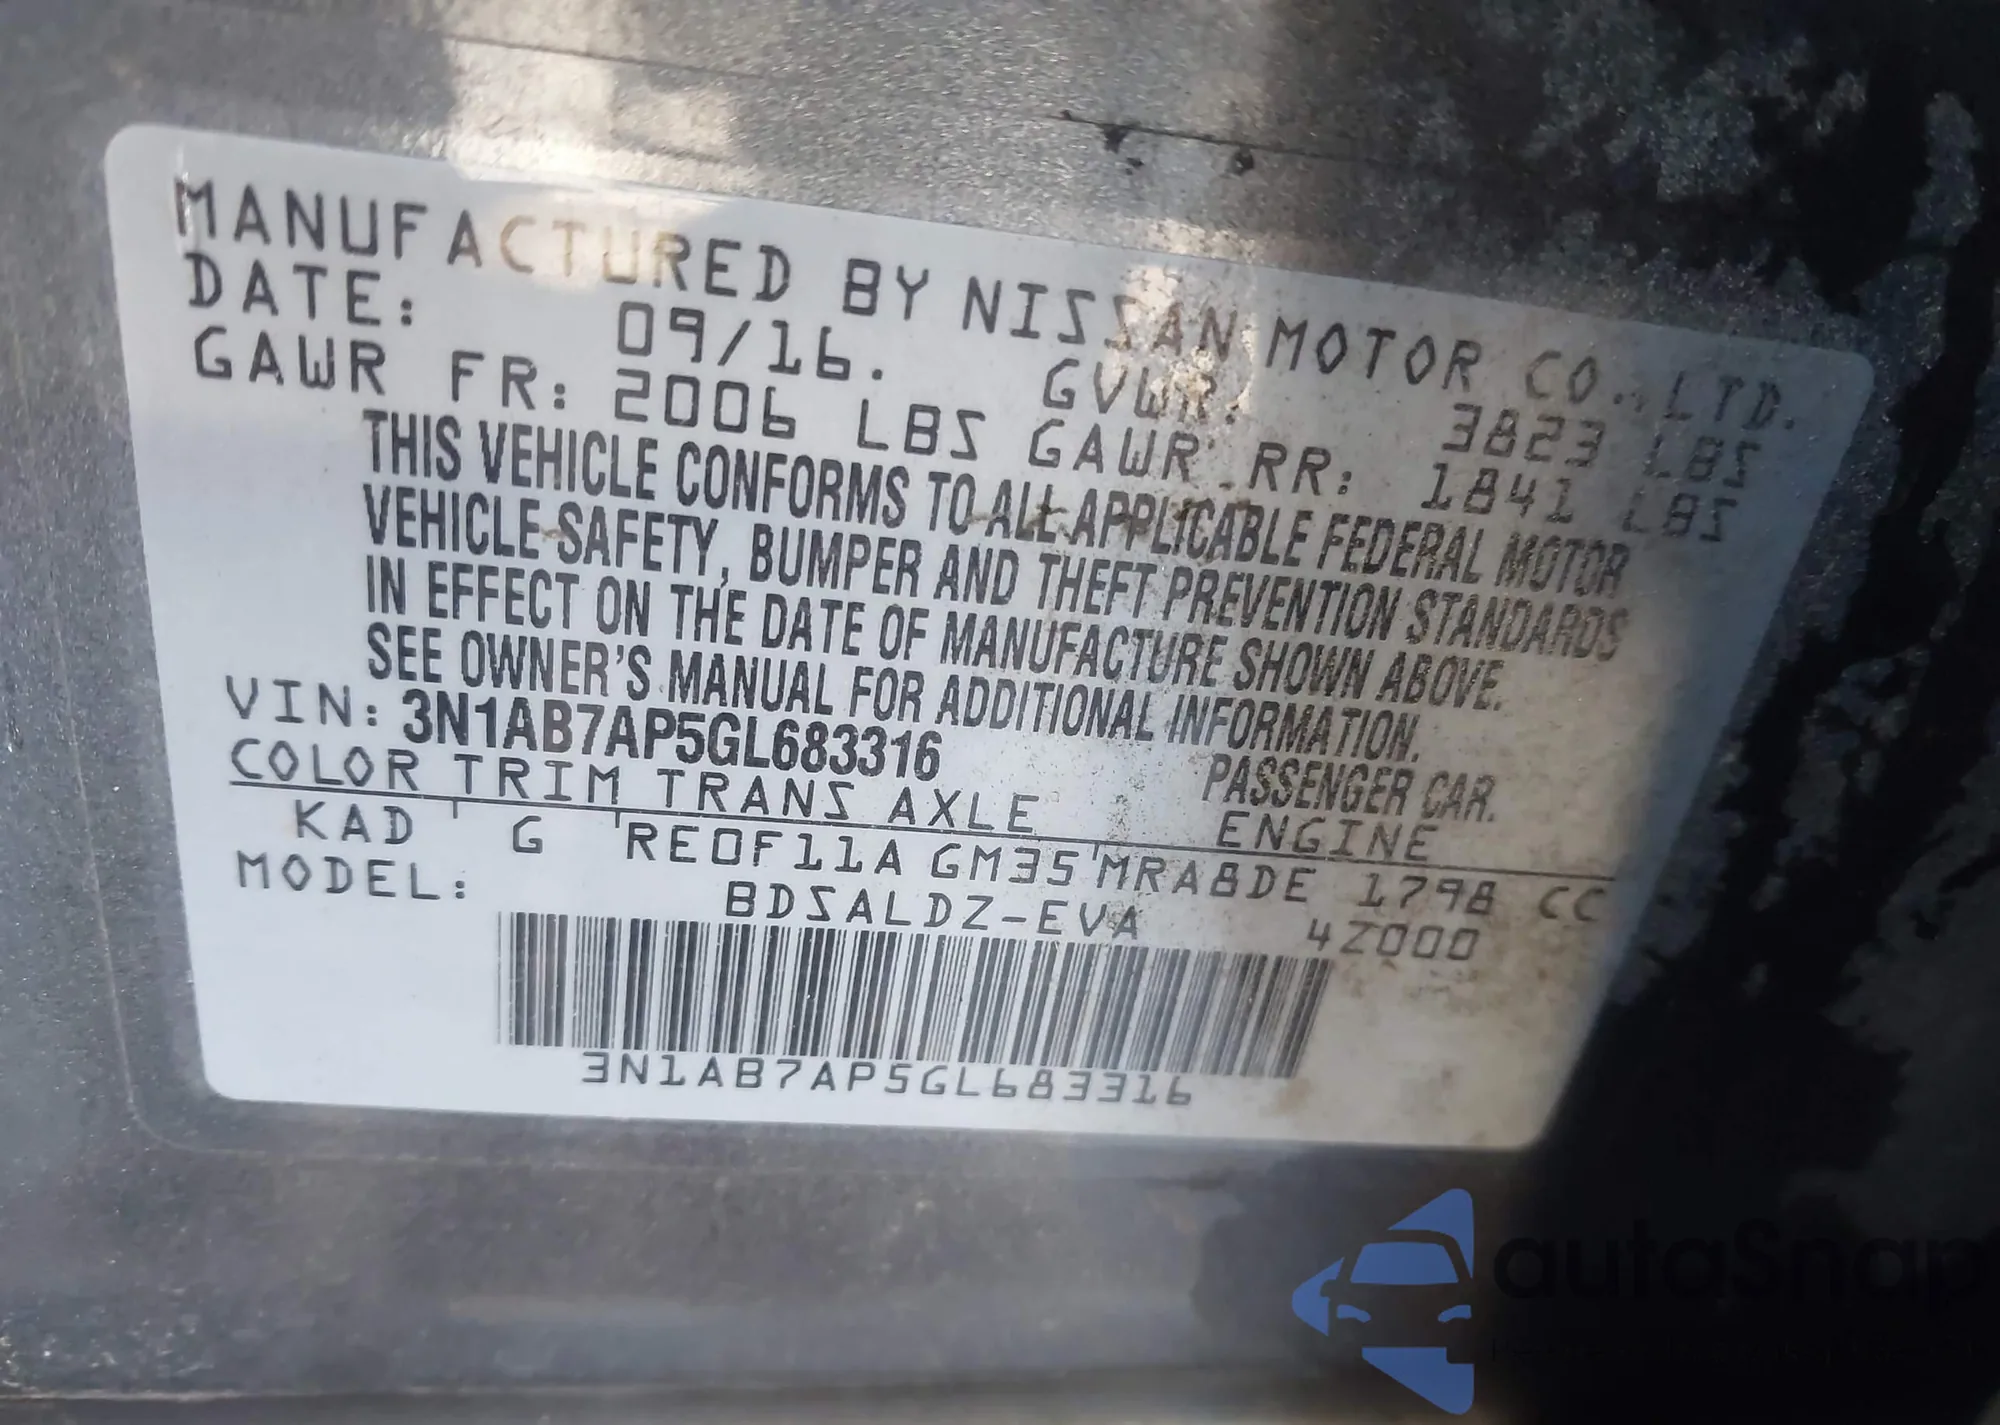 MANUFACTURED BY NISSAN MOTOR CO., LTD.
DATE: 09/16. GVWR: 3823 LBS
GAWR FR: 2006 LBS GAWR RR: 1841 LBS
THIS VEHICLE CONFORMS TO ALL APPLICABLE FEDERAL MOTOR
VEHICLE SAFETY, BUMPER AND THEFT PREVENTION STANDARDS
IN EFFECT ON THE DATE OF MANUFACTURE SHOWN ABOVE.
SEE OWNER'S MANUAL FOR ADDITIONAL INFORMATION.
VIN: 3N1AB7AP5GL683316 PASSENGER CAR.
COLOR TRIM TRANS AXLE ENGINE
KAD G RE0F11A GM35 MRA8DE 1798 CC
MODEL: BDSALDZ-EVA 4Z000
3N1AB7AP5GL683316
autoSnap